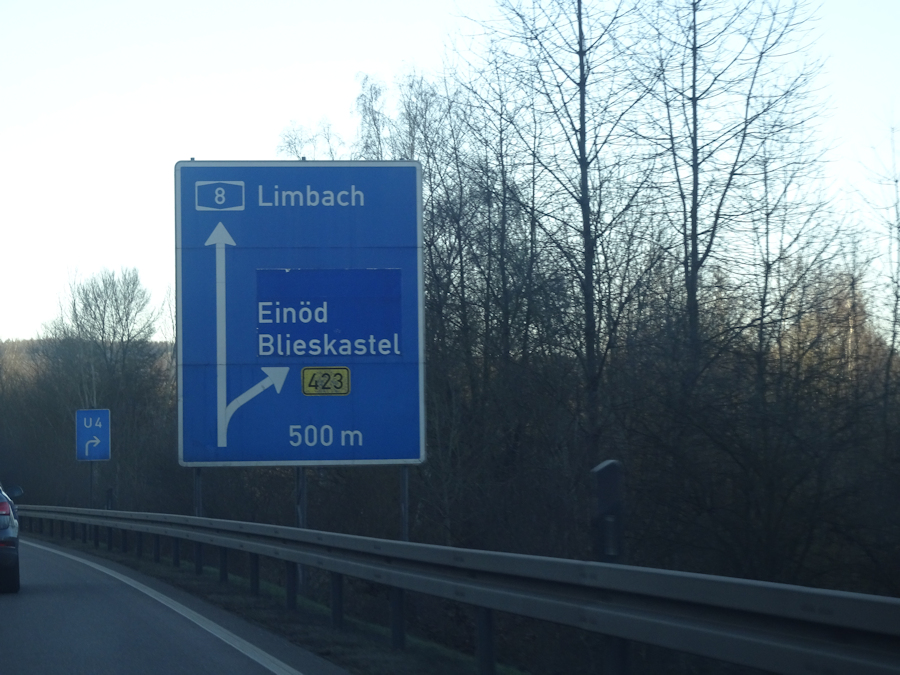 8 Limbach
Einöd
Blieskastel
423
500 m
U4